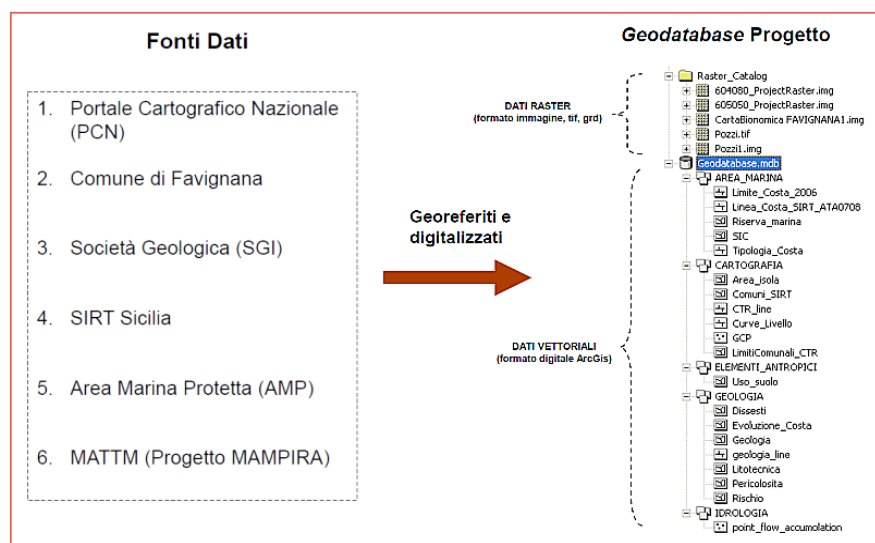 Fonti Dati
1. Portale Cartografico Nazionale
(PCN)
2. Comune di Favignana
3. Società Geologica (SGI)
4. SIRT Sicilia
5. Area Marina Protetta (AMP)
6. MATTM (Progetto MAMPIRA)
Georeferiti e
digitalizzati
Geodatabase Progetto
DATI RASTER
(formato immagine, tif, grd)
Raster_Catalog
604080_ProjectRaster.img
605050_ProjectRaster.img
CartaBionomica FAVIGNANA1.img
Pozzi.tif
Pozzi1.img
DATI VETTORIALI
(formato digitale ArcGis)
Geodatabase.mdb
AREA_MARINA
Limite_Costa_2006
Linea_Costa_SIRT_ATA0708
Riserva_marina
SIC
Tipologia_Costa
CARTOGRAFIA
Area_isola
Comuni_SIRT
CTR_line
Curve_Livello
GCP
LimitiComunali_CTR
ELEMENTI_ANTROPICI
Uso_suolo
GEOLOGIA
Dissesti
Evoluzione_Costa
Geologia
geologia_line
Litotecnica
Pericolosita
Rischio
IDROLOGIA
point_flow_accumolation